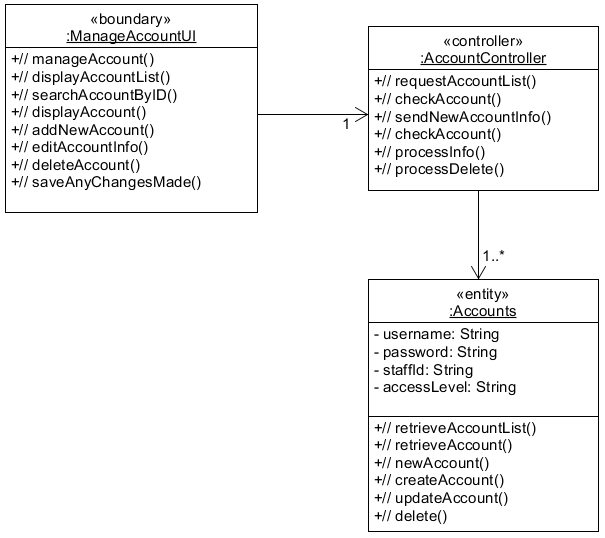 «boundary»
:ManageAccountUI
+// manageAccount()
+// displayAccountList()
+// searchAccountByID()
+// displayAccount()
+// addNewAccount()
+// editAccountInfo()
+// deleteAccount()
+// saveAnyChangesMade()
1
«controller»
:AccountController
+// requestAccountList()
+// checkAccount()
+// sendNewAccountInfo()
+// checkAccount()
+// processInfo()
+// processDelete()
1..*
«entity»
:Accounts
- username: String
- password: String
- staffId: String
- accessLevel: String
+// retrieveAccountList()
+// retrieveAccount()
+// newAccount()
+// createAccount()
+// updateAccount()
+// delete()